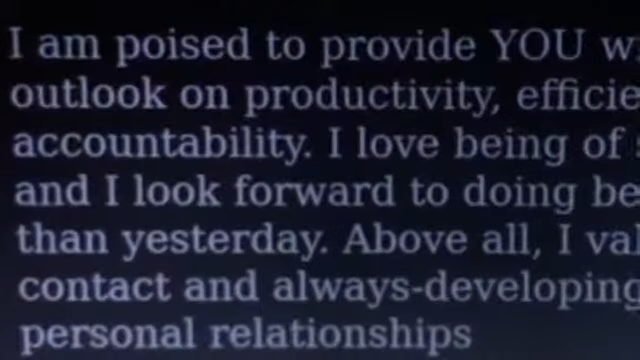 I am poised to provide YOU
outlook on productivity,
accountability. I love being of
and I look forward to doing
than yesterday. Above all, I
contact and always-developing
personal relationships